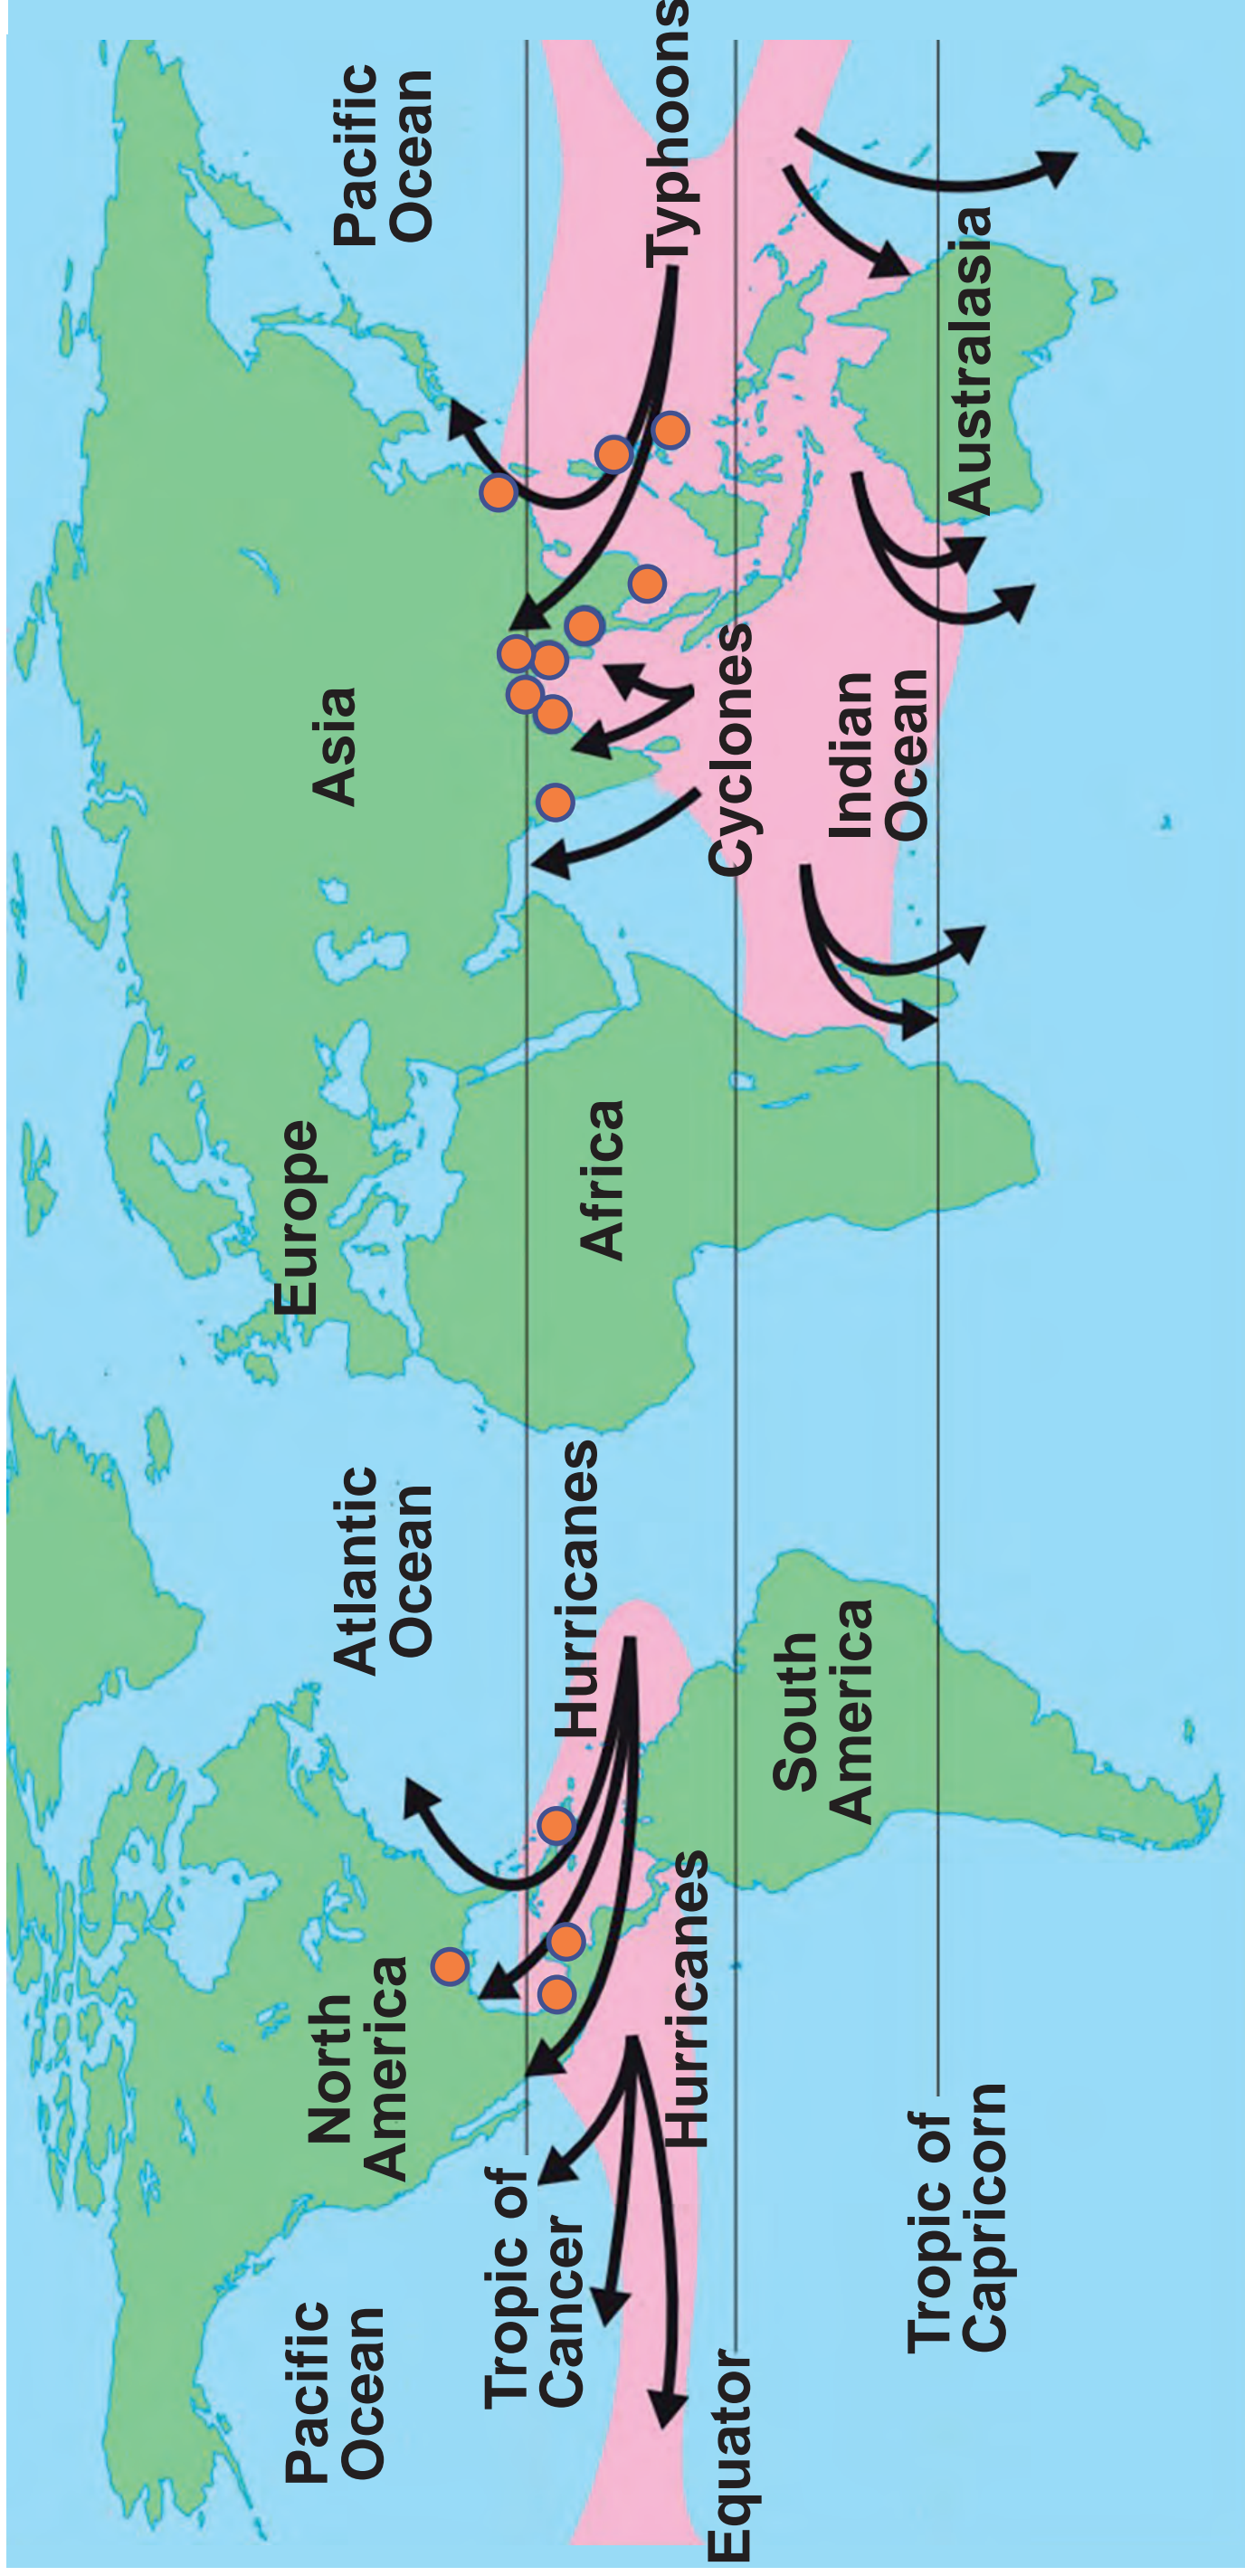 Pacific
Ocean
North
America
Atlantic
Ocean
Europe
Asia
Pacific
Ocean
Tropic of
Cancer
Hurricanes
Africa
Typhoons
Hurricanes
Equator
Cyclones
South
America
Indian
Ocean
Tropic of
Capricorn
Australasia